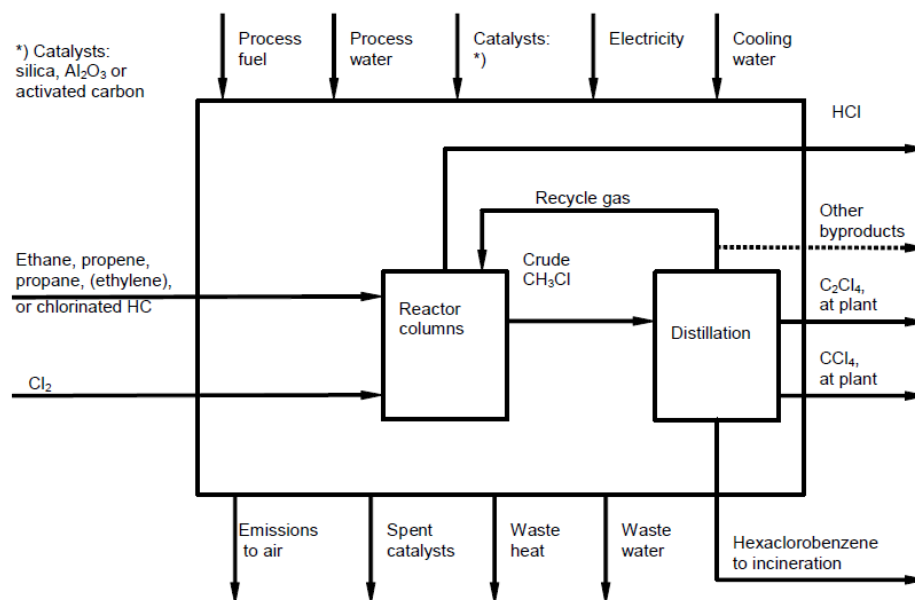 *) Catalysts:
silica, Al₂O₃ or
activated carbon
Process
fuel
Process
water
Catalysts:
*)
Electricity
Cooling
water
HCl
Recycle gas
Other
byproducts
Ethane, propene,
propane, (ethylene),
or chlorinated HC
Crude
CH₃Cl
Reactor
columns
Distillation
C₂Cl₄,
at plant
Cl₂
CCl₄,
at plant
Emissions
to air
Spent
catalysts
Waste
heat
Waste
water
Hexaclorobenzene
to incineration